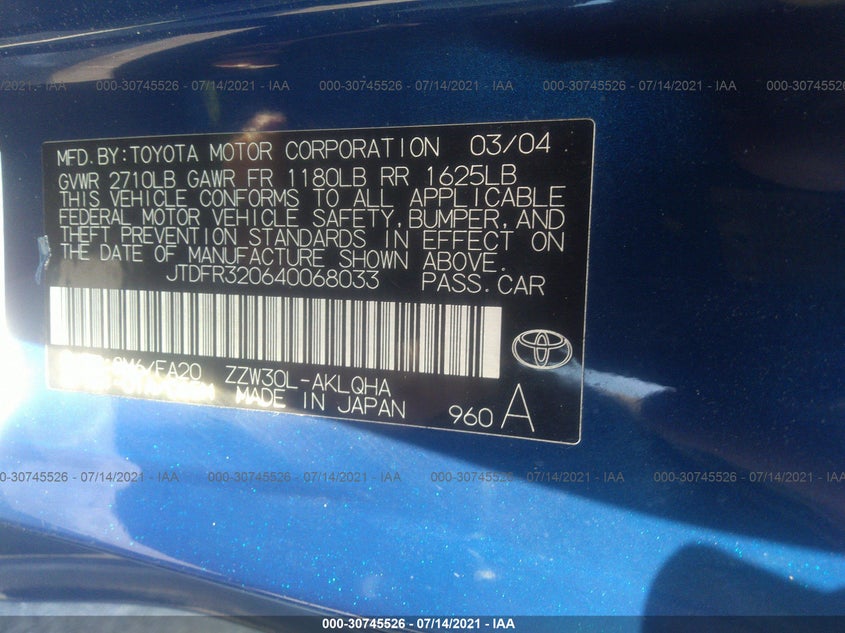 000-30745526 - 07/14/2021 - IAA 000-30745526 - 07/14/2021 - IAA 000-30745526 - 07/14/2021 - IAA
MFD.BY:TOYOTA MOTOR CORPORATION 03/04
GVWR 2710LB GAWR FR 1180LB RR 1625LB
THIS VEHICLE CONFORMS TO ALL APPLICABLE
FEDERAL MOTOR VEHICLE SAFETY,BUMPER,AND
THEFT PREVENTION STANDARDS IN EFFECT ON
THE DATE OF MANUFACTURE SHOWN ABOVE.
JTDFR320640068033 PASS.CAR
8M6/FA20 ZZW30L-AKLQHA
MADE IN JAPAN 960 A
000-30745526 - 07/14/2021 - IAA 000-30745526 - 07/14/2021 - IAA 000-30745526 - 07/14/2021 - IAA
000-30745526 - 07/14/2021 - IAA